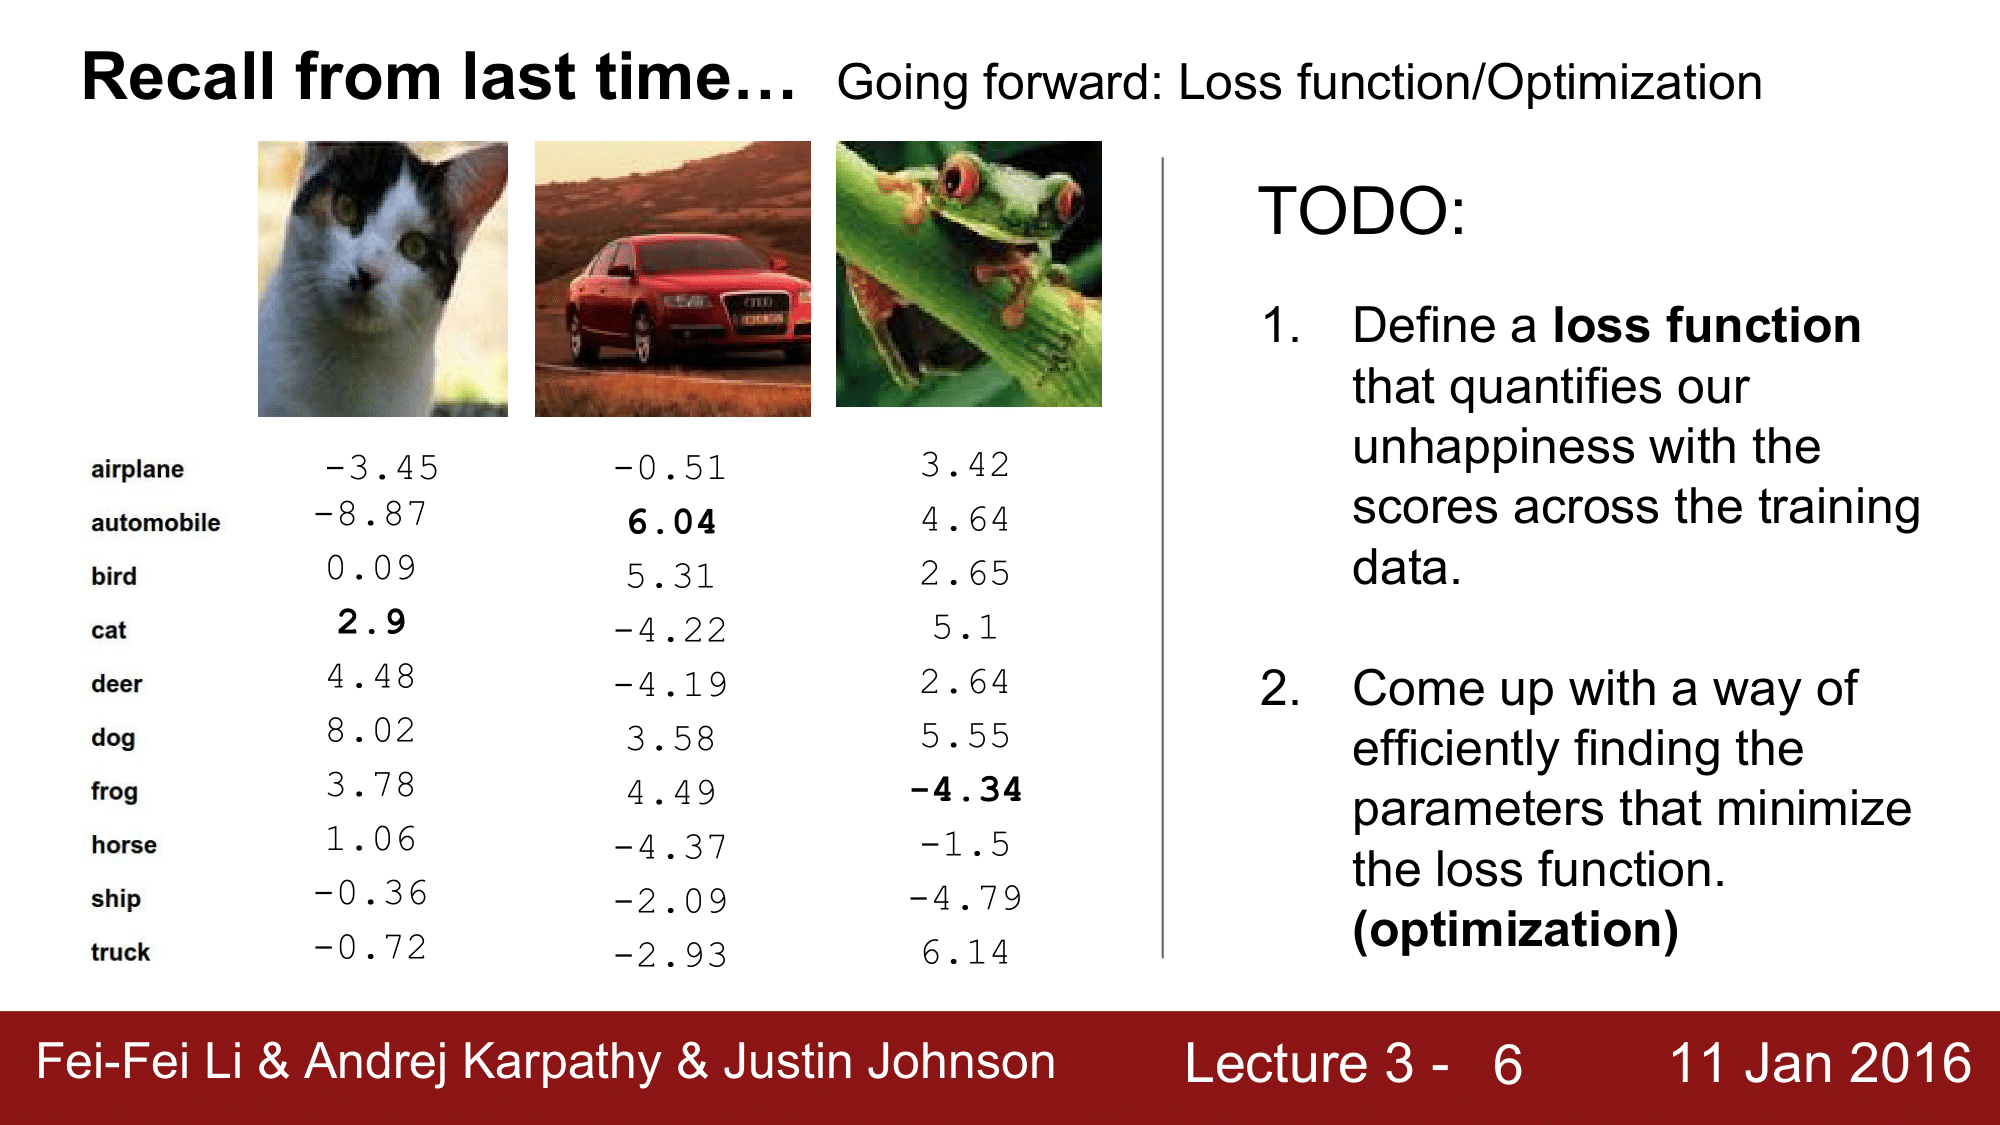 Recall from last time… Going forward: Loss function/Optimization
airplane -3.45 -0.51 3.42
automobile -8.87 6.04 4.64
bird 0.09 5.31 2.65
cat 2.9 -4.22 5.1
deer 4.48 -4.19 2.64
dog 8.02 3.58 5.55
frog 3.78 4.49 -4.34
horse 1.06 -4.37 -1.5
ship -0.36 -2.09 -4.79
truck -0.72 -2.93 6.14
TODO:
1. Define a loss function
that quantifies our
unhappiness with the
scores across the training
data.
2. Come up with a way of
efficiently finding the
parameters that minimize
the loss function.
(optimization)
Fei-Fei Li & Andrej Karpathy & Justin Johnson Lecture 3 - 6 11 Jan 2016